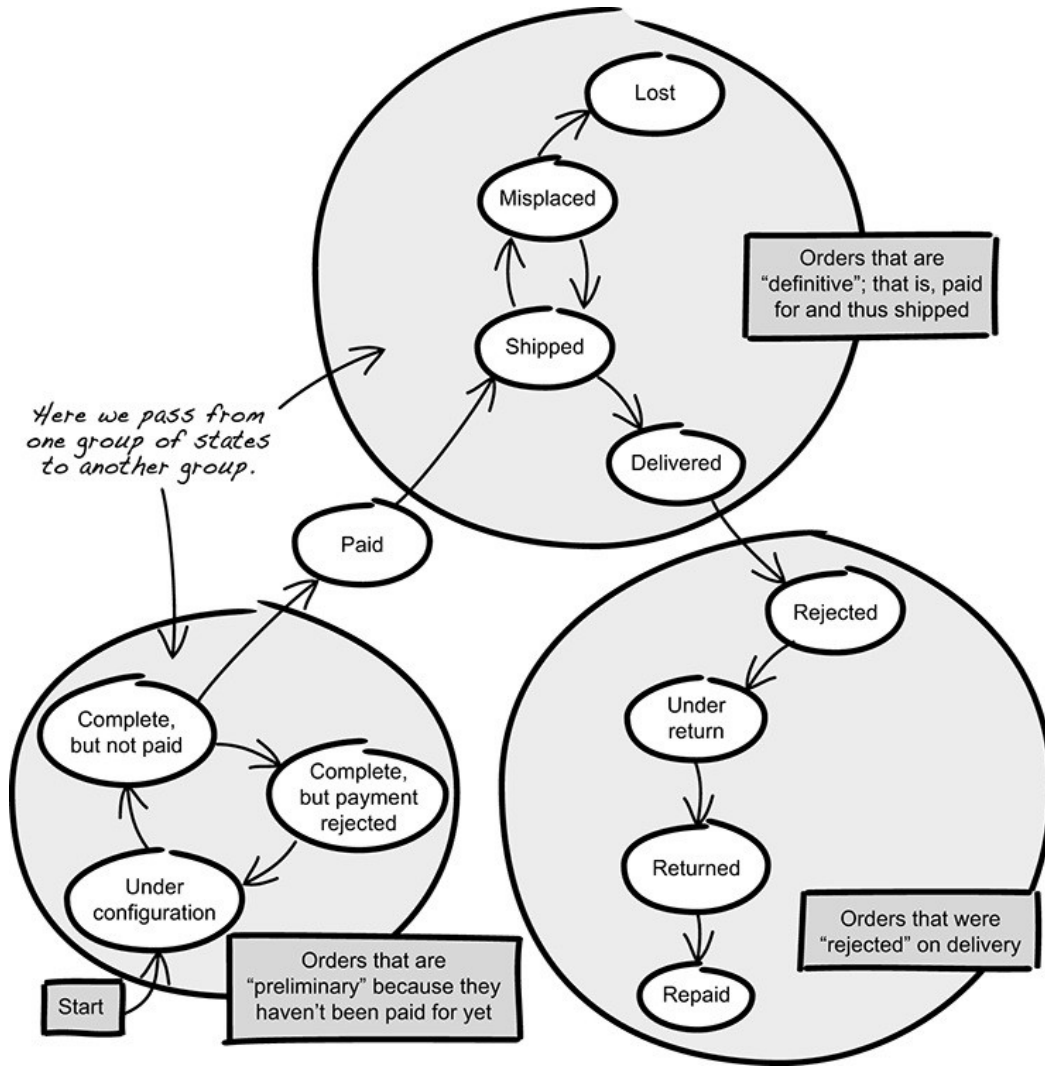 Lost
Misplaced
Orders that are
“definitive”; that is, paid
for and thus shipped
Shipped
Here we pass from
one group of states
to another group.
Delivered
Paid
Rejected
Under
return
Complete,
but not paid
Complete,
but payment
rejected
Returned
Under
configuration
Orders that were
“rejected” on delivery
Orders that are
“preliminary” because they
haven’t been paid for yet
Start
Repaid